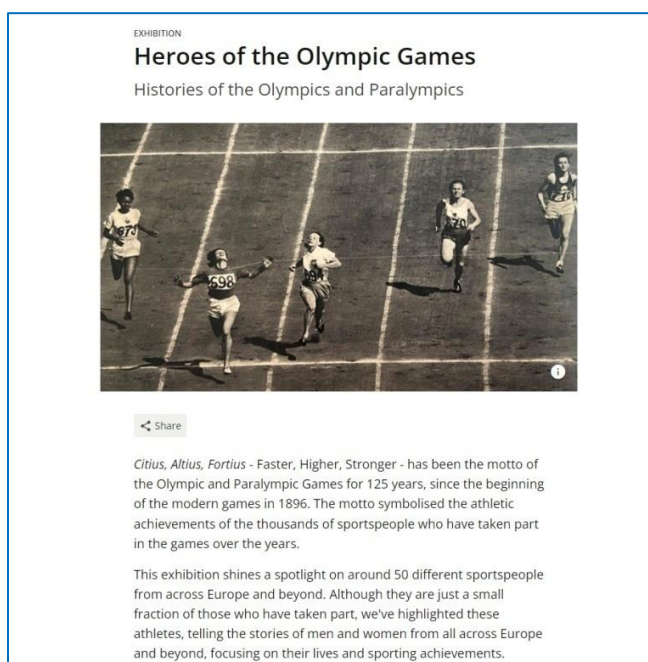 EXHIBITION
Heroes of the Olympic Games
Histories of the Olympics and Paralympics
673
698
70
i
Share
Citius, Altius, Fortius - Faster, Higher, Stronger - has been the motto of
the Olympic and Paralympic Games for 125 years, since the beginning
of the modern games in 1896. The motto symbolised the athletic
achievements of the thousands of sportspeople who have taken part
in the games over the years.
This exhibition shines a spotlight on around 50 different sportspeople
from across Europe and beyond. Although they are just a small
fraction of those who have taken part, we've highlighted these
athletes, telling the stories of men and women from all across Europe
and beyond, focusing on their lives and sporting achievements.